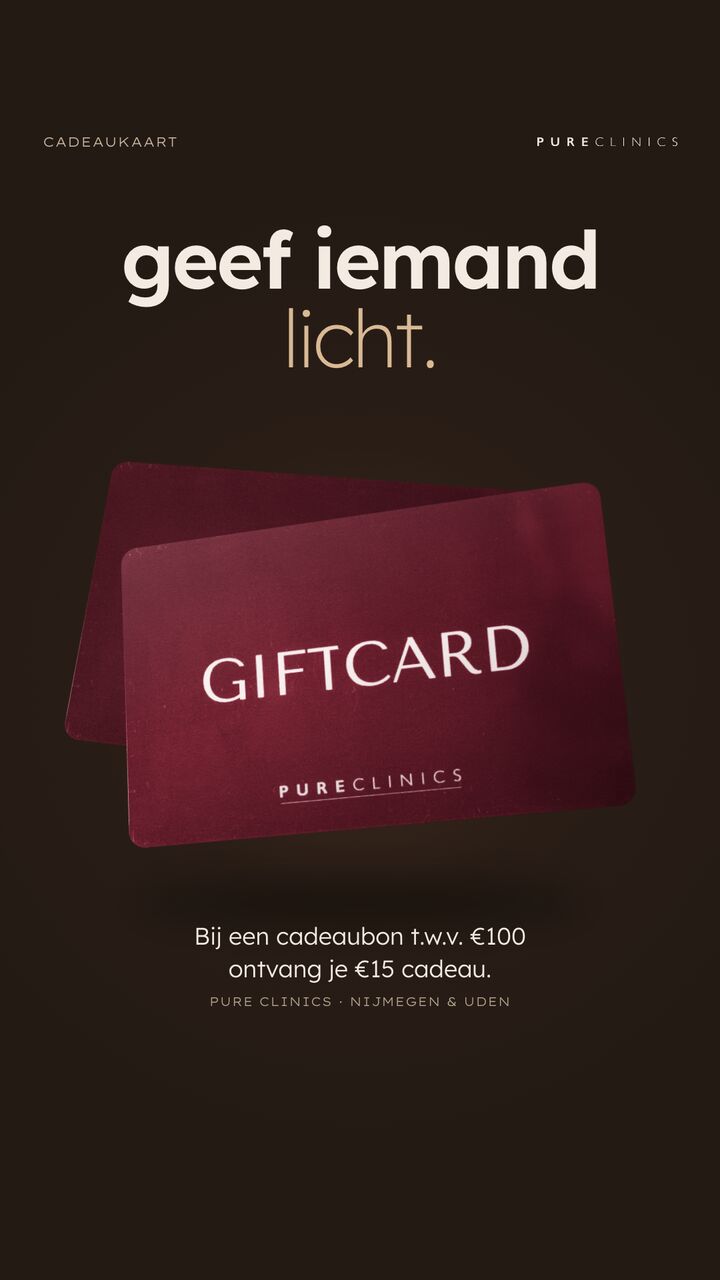 CADEAUKAART
PURECLINICS
geef iemand
licht.
GIFTCARD
PURECLINICS
Bij een cadeaubon t.w.v. €100
ontvang je €15 cadeau.
PURE CLINICS · NIJMEGEN & UDEN